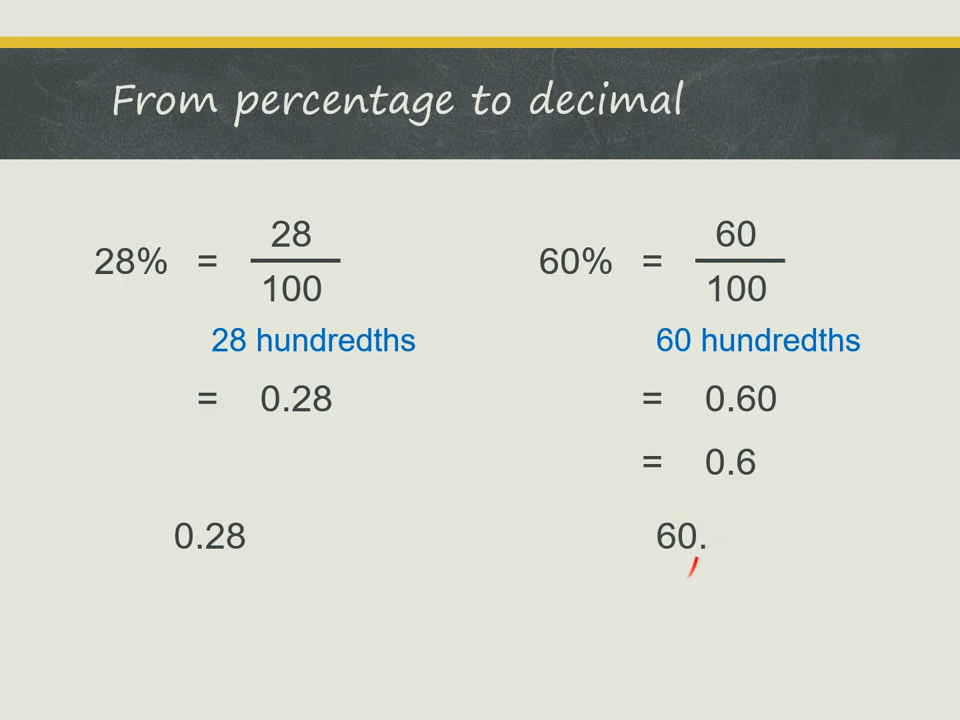 From percentage to decimal
28% = 28/100
28 hundredths
= 0.28
0.28
60% = 60/100
60 hundredths
= 0.60
= 0.6
60.